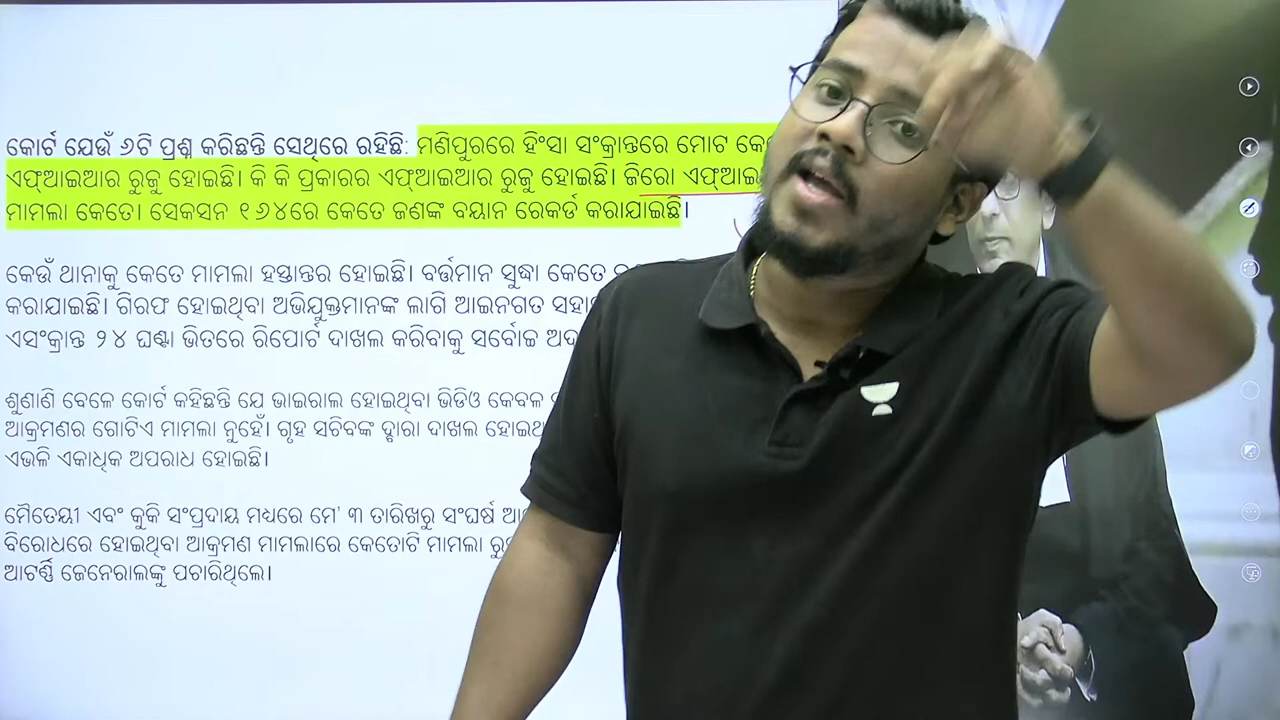 କୋର୍ଟ ଯେଉଁ ୬ଟି ପ୍ରଶ୍ନ କରିଛନ୍ତି ସେଥିରେ ରହିଛି: ମଣିପୁରରେ ହିଂସା ସଂକ୍ରାନ୍ତରେ ମୋଟ
ଏଫ୍ଆଇଆର ରୁଜୁ ହୋଇଛି। କି କି ପ୍ରକାରର ଏଫ୍ଆଇଆର ରୁଜୁ ହୋଇଛି। ଜିରୋ
ମାମଲା କେତେ। ସେକସନ ୧୬୪ରେ କେତେ ଜଣଙ୍କ ବୟାନ ରେକର୍ଡ କରାଯାଇଛି।
କେଉଁ ଥାନାକୁ କେତେ ମାମଲା ହସ୍ତାନ୍ତର ହୋଇଛି। ବର୍ତ୍ତମାନ ସୁଦ୍ଧା କେତେ
କରାଯାଇଛି। ଗିରଫ ହୋଇଥିବା ଅଭିଯୁକ୍ତମାନଙ୍କ ଲାଗି ଆଇନଗତ
ଏସଂକ୍ରାନ୍ତ ୨୪ ଘଣ୍ଟା ଭିତରେ ରିପୋର୍ଟ ଦାଖଲ କରିବାକୁ ସର୍ବୋଚ୍ଚ
ଶୁଣାଣି ବେଳେ କୋର୍ଟ କହିଛନ୍ତି ଯେ ଭାଇରାଲ ହୋଇଥିବା ଭିଡିଓ କେବଳ
ଆକ୍ରମଣର ଗୋଟିଏ ମାମଲା ନୁହେଁ। ଗୃହ ସଚିବଙ୍କ ଦ୍ବାରା ଦାଖଲ
ଏଭଳି ଏକାଧିକ ଅପରାଧ ହୋଇଛି।
ମୈତେୟୀ ଏବଂ କୁକି ସଂପ୍ରଦାୟ ମଧ୍ୟରେ ମେ' ୩ ତାରିଖରୁ ସଂଘର୍ଷ
ବିରୋଧରେ ହୋଇଥିବା ଆକ୍ରମଣ ମାମଲାରେ କେତୋଟି ମାମଲା
ଆଟର୍ଣ୍ଣି ଜେନେରାଲଙ୍କୁ ପଚାରିଥିଲେ।